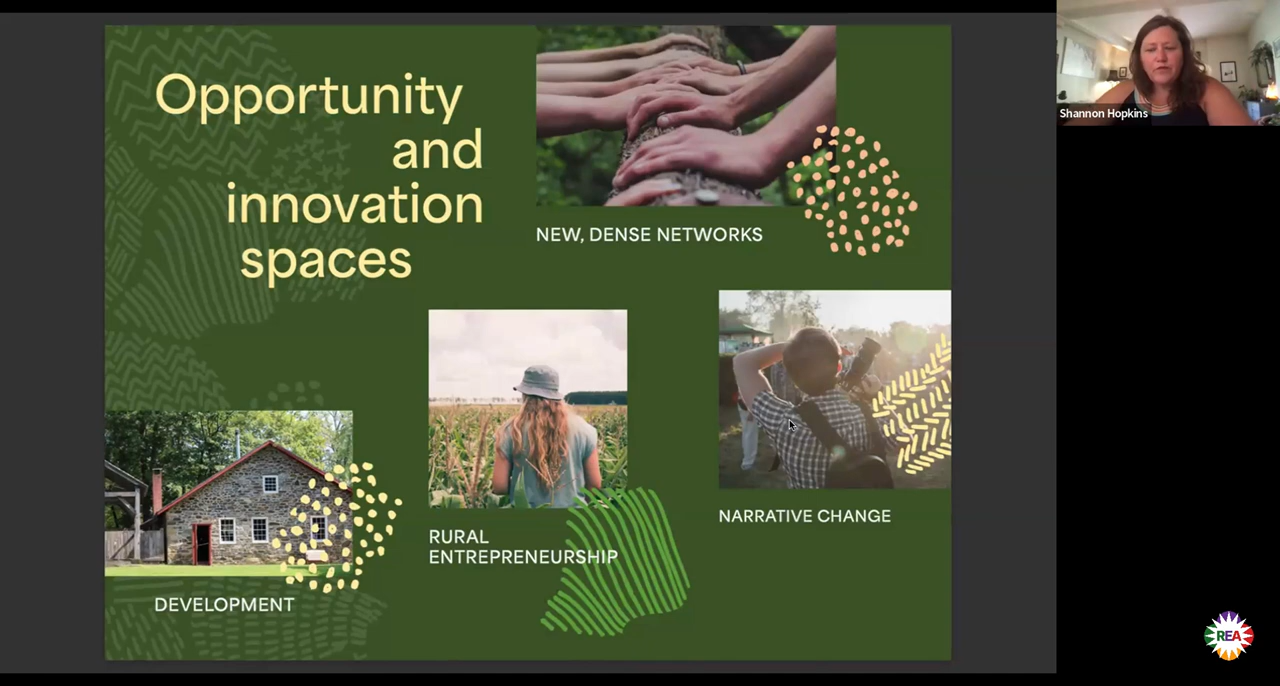 Opportunity
and
innovation
spaces
NEW, DENSE NETWORKS
RURAL
ENTREPRENEURSHIP
NARRATIVE CHANGE
DEVELOPMENT
Shannon Hopkins
REA